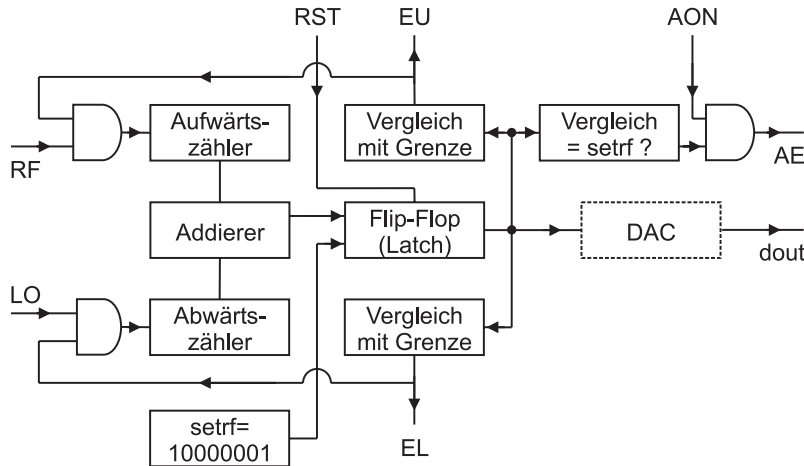 RST
EU
AON
Aufwärts-
zähler
Vergleich
mit Grenze
Vergleich
= setrf ?
RF
AE
Addierer
Flip-Flop
(Latch)
DAC
dout
LO
Abwärts-
zähler
Vergleich
mit Grenze
setrf=
10000001
EL